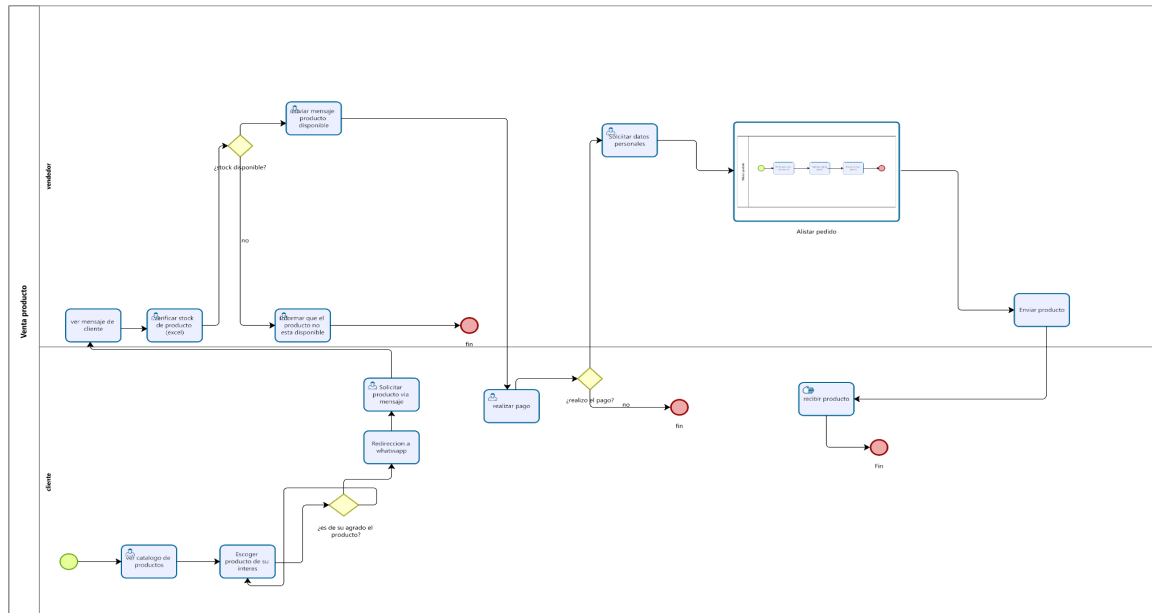 Venta producto
vendedor
cliente
ver catalogo de
productos
Escoger
producto de su
interes
¿es de su agrado el
producto?
Redireccion a
whatsapp
Solicitar
producto via
mensaje
ver mensaje de
cliente
verificar stock
de producto
(excel)
¿stock disponible?
Enviar mensaje
producto
disponible
no
informar que el
producto no
esta disponible
fin
realizar pago
¿realizo el pago?
no
fin
Solciitar datos
personales
Alistar pedido
Enviar producto
recibir producto
Fin